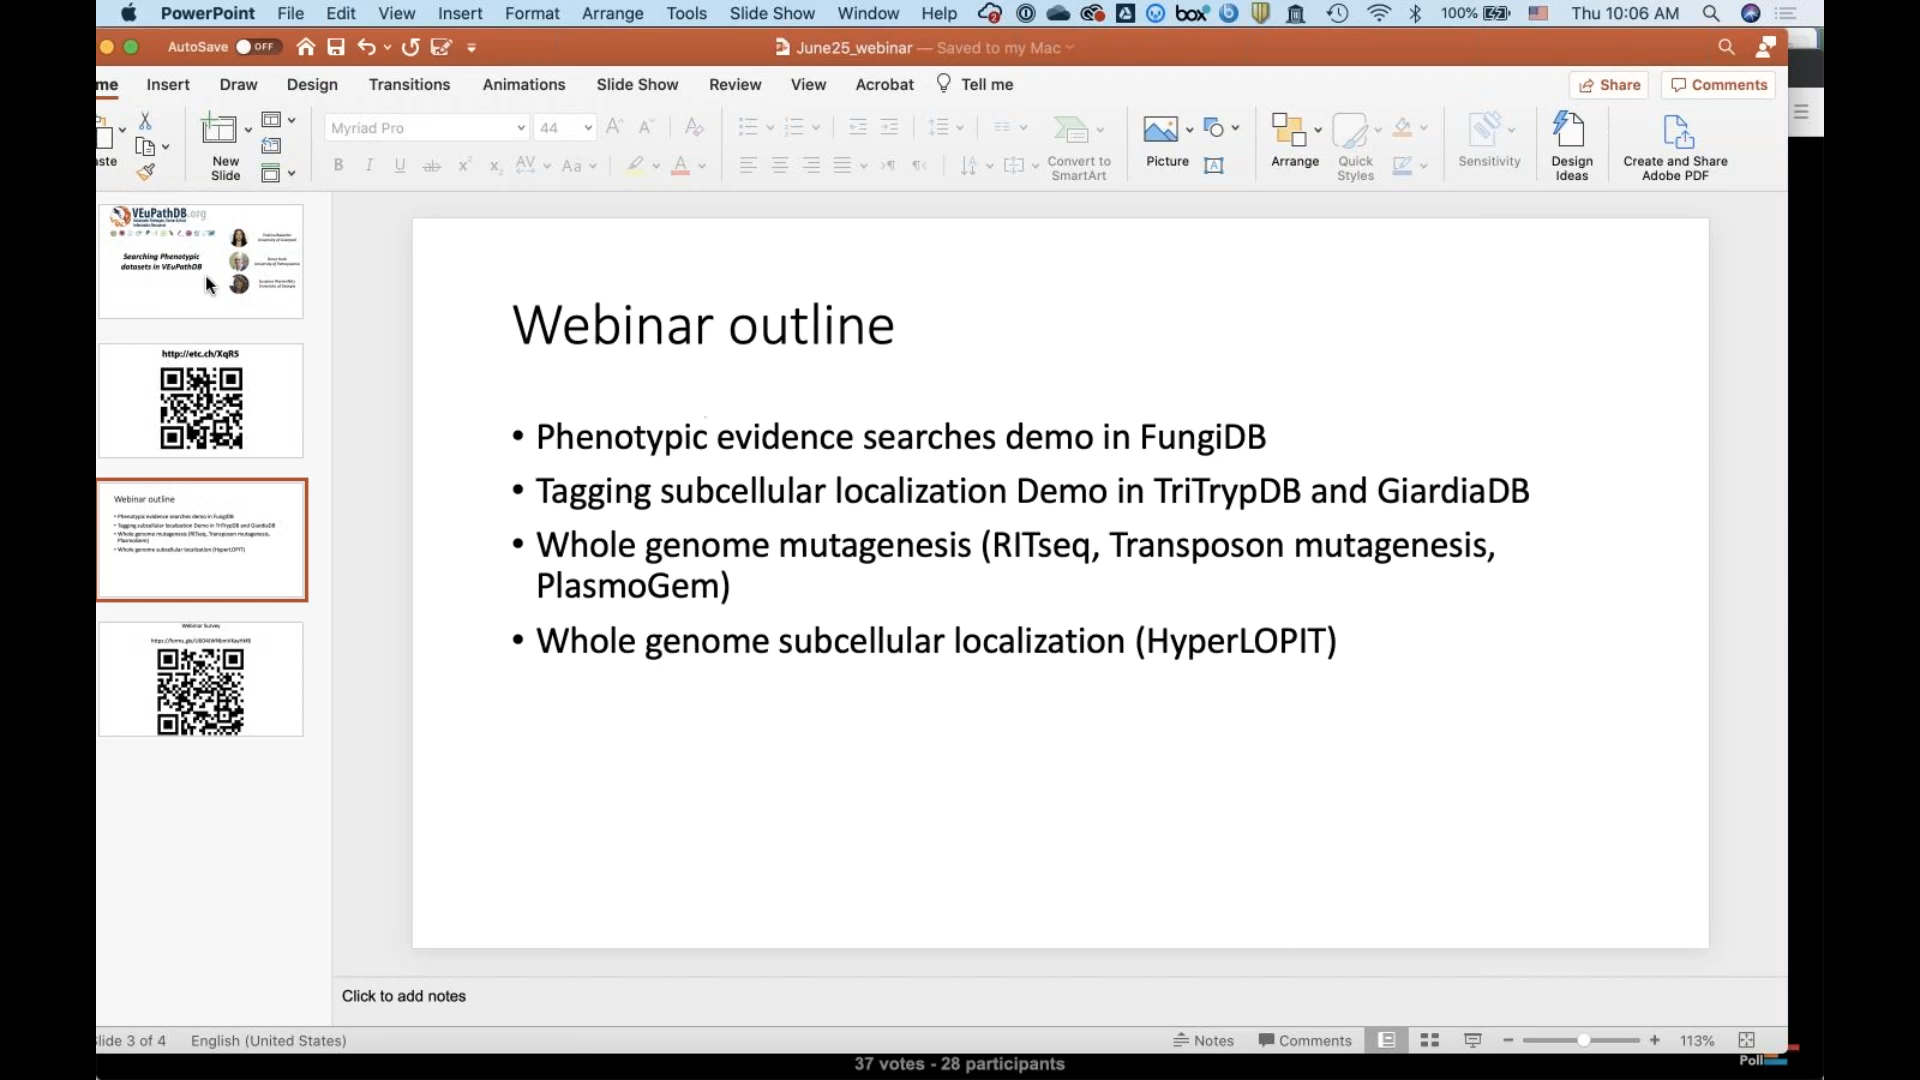 PowerPoint File Edit View Insert Format Arrange Tools Slide Show Window Help box 100% Thu 10:06 AM
AutoSave OFF June25_webinar — Saved to my Mac
me Insert Draw Design Transitions Animations Slide Show Review View Acrobat Tell me Share Comments
Myriad Pro 44
ste New Slide Convert to SmartArt Picture Arrange Quick Styles Sensitivity Design Ideas Create and Share Adobe PDF
VEuPathDB.org
Searching Phenotypic
datasets in VEuPathDB
http://etc.ch/XqRS
Webinar outline
• Phenotypic evidence searches demo in FungiDB
• Tagging subcellular localization Demo in TriTrypDB and GiardiaDB
• Whole genome mutagenesis (RITseq, Transposon mutagenesis,
PlasmoGem)
• Whole genome subcellular localization (HyperLOPIT)
Webinar Survey
Webinar outline
• Phenotypic evidence searches demo in FungiDB
• Tagging subcellular localization Demo in TriTrypDB and GiardiaDB
• Whole genome mutagenesis (RITseq, Transposon mutagenesis,
PlasmoGem)
• Whole genome subcellular localization (HyperLOPIT)
Click to add notes
lide 3 of 4 English (United States) Notes Comments 113%
37 votes - 28 participants
Poll